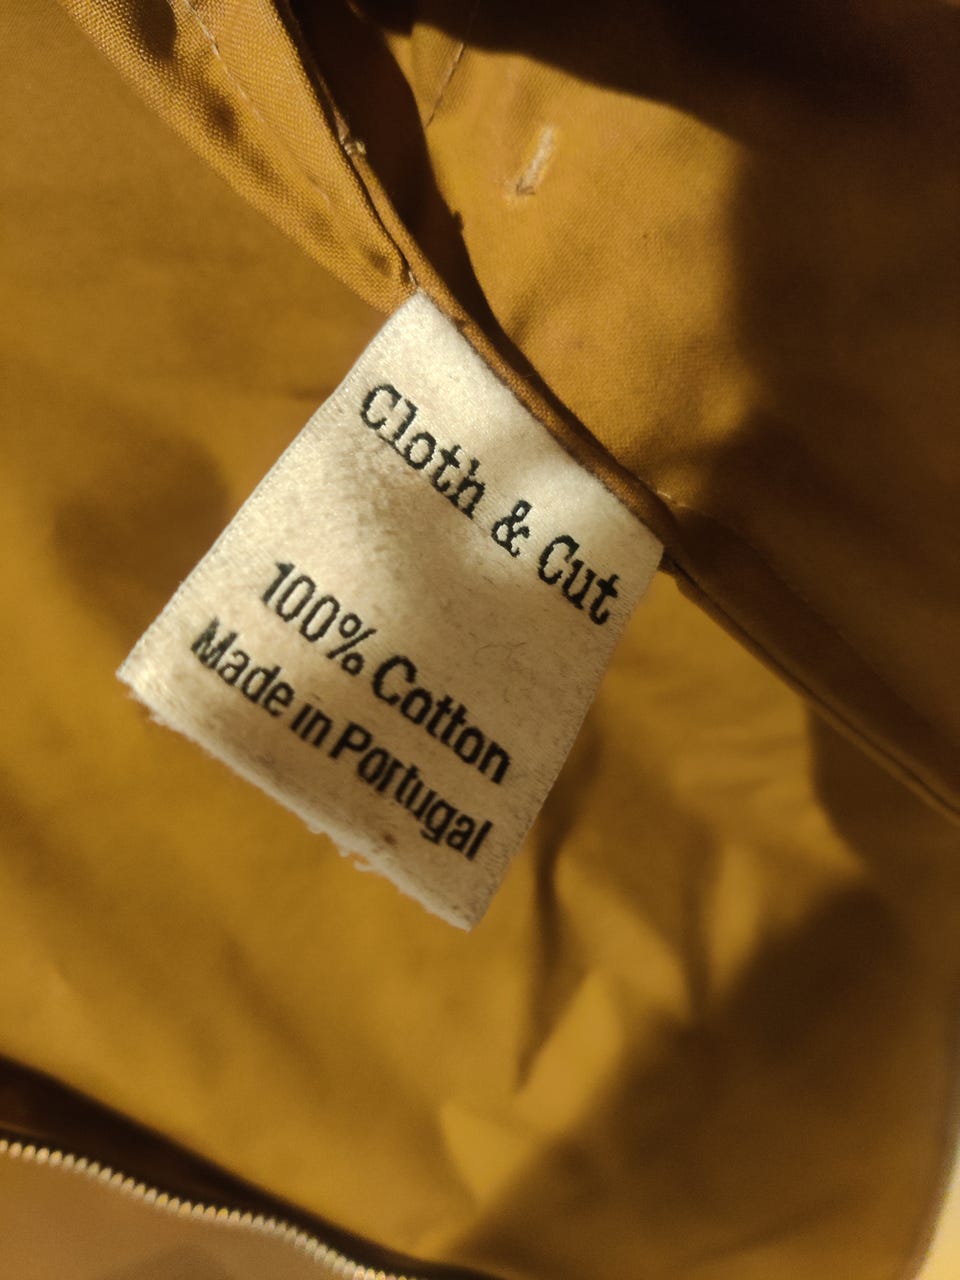 Cloth & Cut
100% Cotton
Made in Portugal